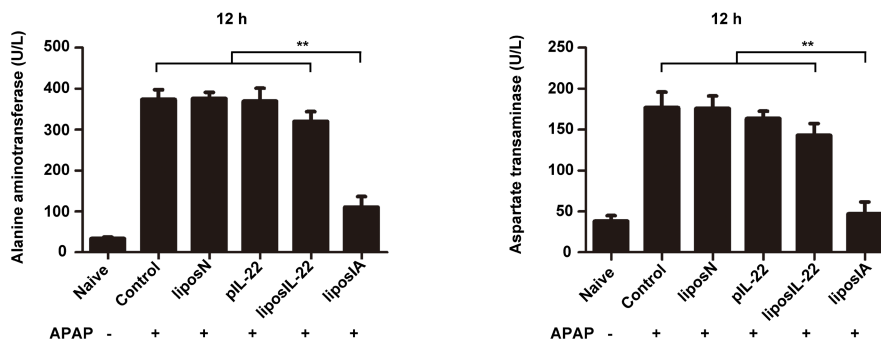 12 h
**
Alanine aminotransferase (U/L)
500
400
300
200
100
0
Naive
Control
liposN
pIL-22
liposIL-22
liposIA
APAP - + + + + +
12 h
**
Aspartate transaminase (U/L)
250
200
150
100
50
0
Naive
Control
liposN
pIL-22
liposIL-22
liposIA
APAP - + + + + +